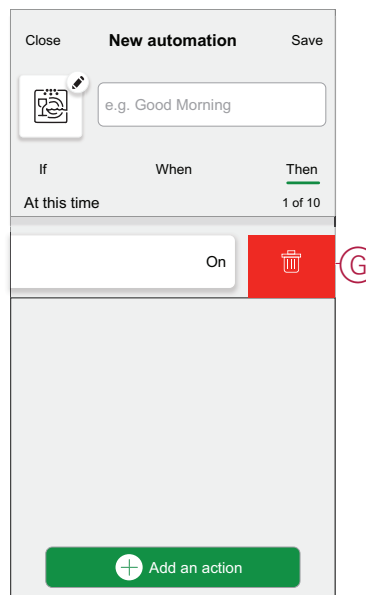 Close New automation Save
e.g. Good Morning
If When Then
At this time 1 of 10
On
G
Add an action